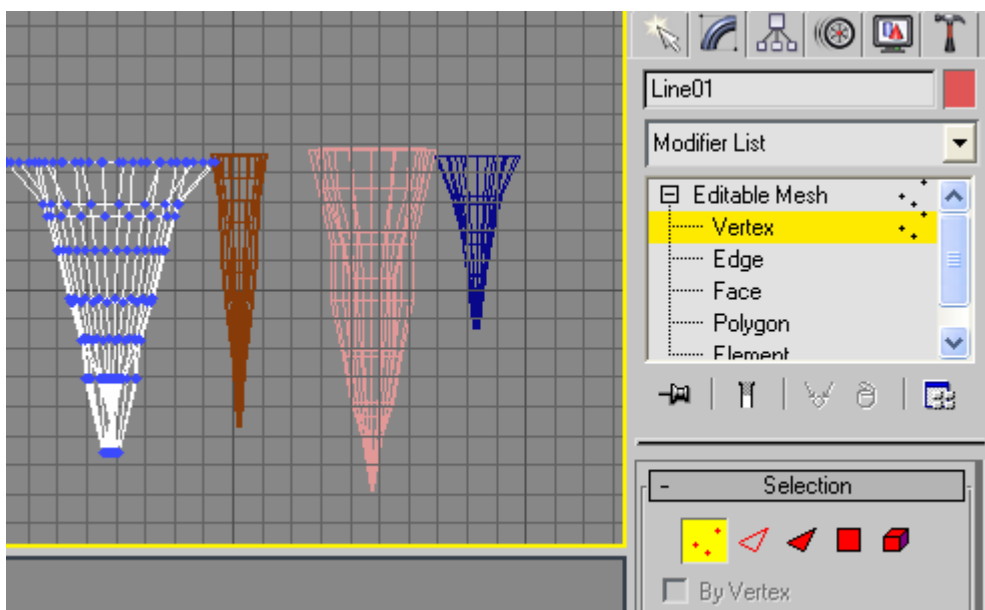 Line01
Modifier List
Editable Mesh
Vertex
Edge
Face
Polygon
Element
Selection
By Vertex